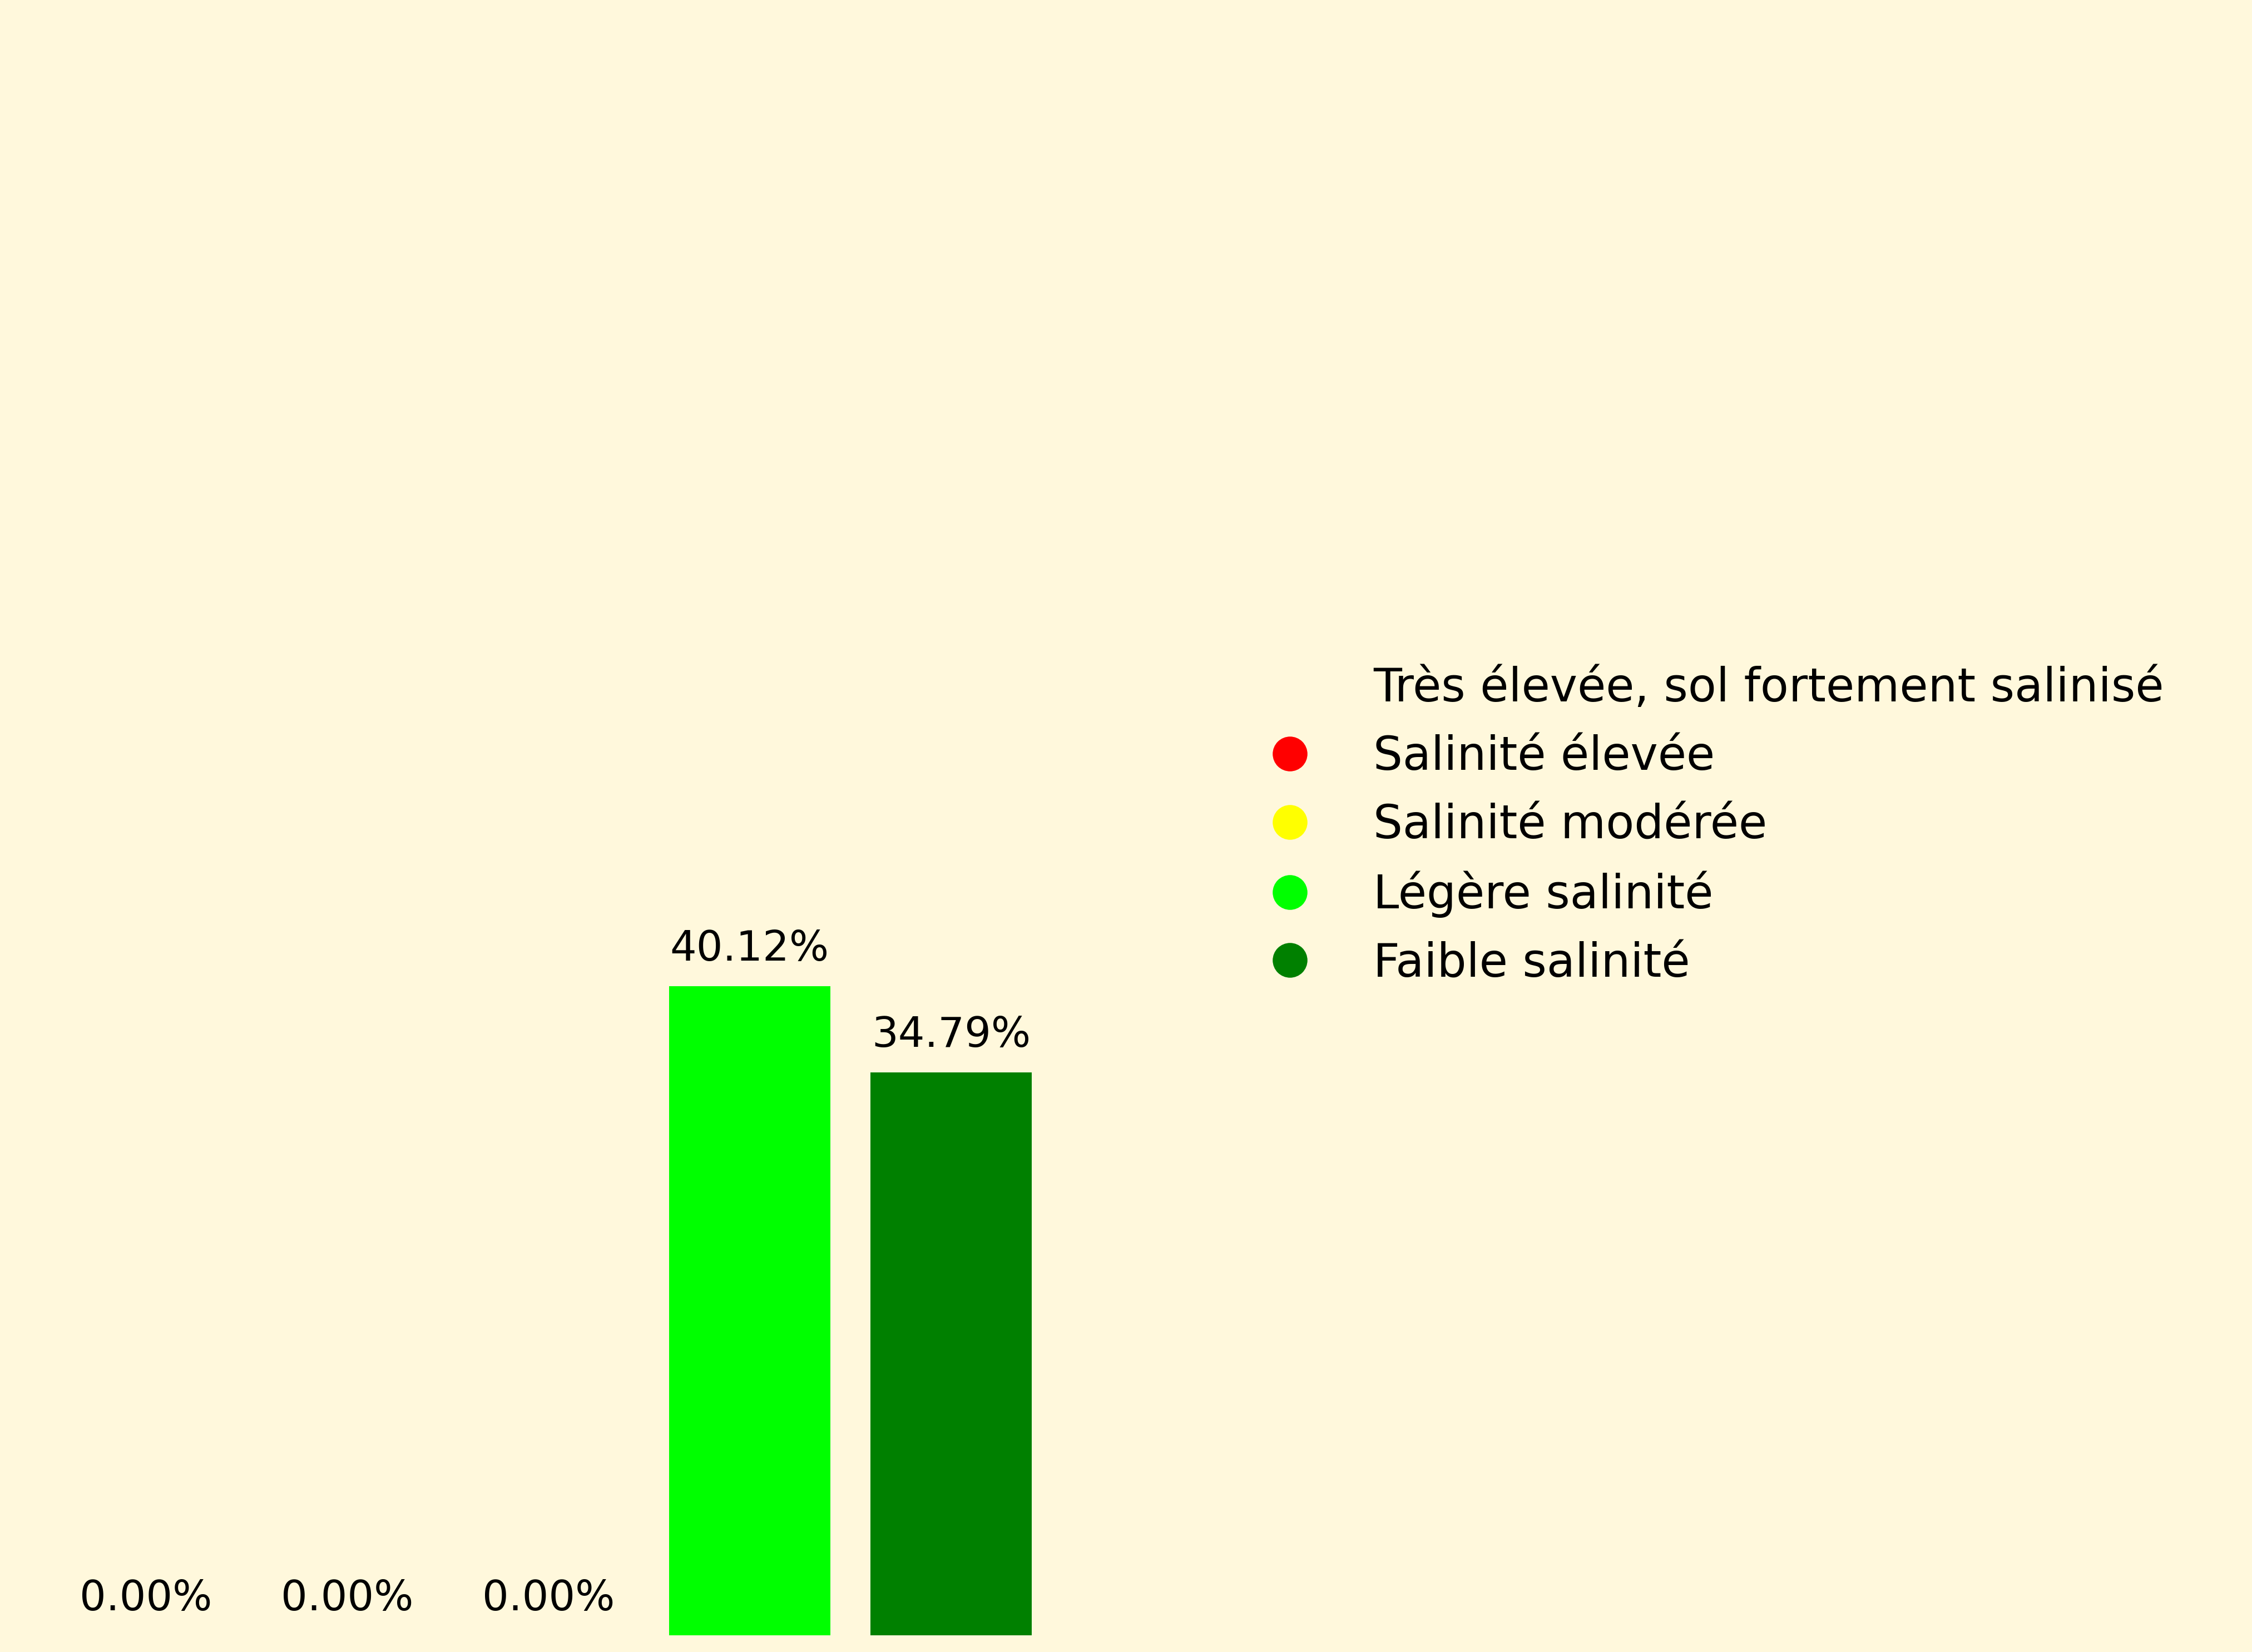 Très élevée, sol fortement salinisé
Salinité élevée
Salinité modérée
Légère salinité
Faible salinité
40.12%
34.79%
0.00% 0.00% 0.00%